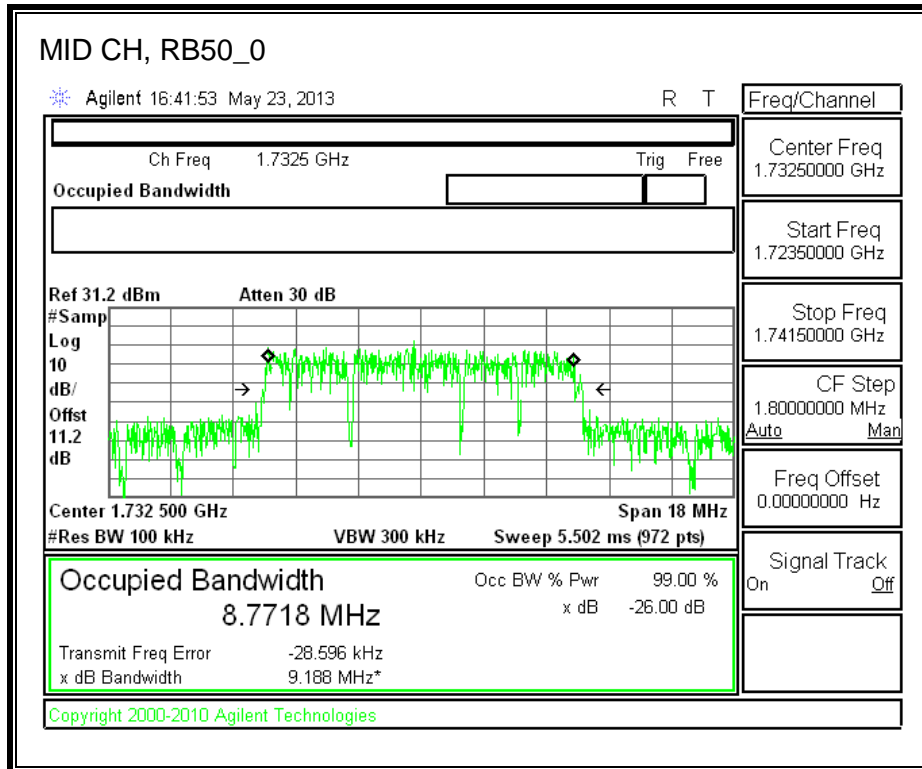 MID CH, RB50_0
Agilent 16:41:53 May 23, 2013 R T
Freq/Channel
Ch Freq 1.7325 GHz Trig Free
Occupied Bandwidth
Center Freq
1.73250000 GHz
Start Freq
1.72350000 GHz
Ref 31.2 dBm Atten 30 dB
#Samp
Log
10
dB/
Offst
11.2
dB
Stop Freq
1.74150000 GHz
CF Step
1.80000000 MHz
Auto Man
Center 1.732 500 GHz Span 18 MHz
#Res BW 100 kHz VBW 300 kHz Sweep 5.502 ms (972 pts)
Freq Offset
0.00000000 Hz
Occupied Bandwidth
8.7718 MHz
Occ BW % Pwr 99.00 %
x dB -26.00 dB
Transmit Freq Error -28.596 kHz
x dB Bandwidth 9.188 MHz*
Signal Track
On Off
Copyright 2000-2010 Agilent Technologies